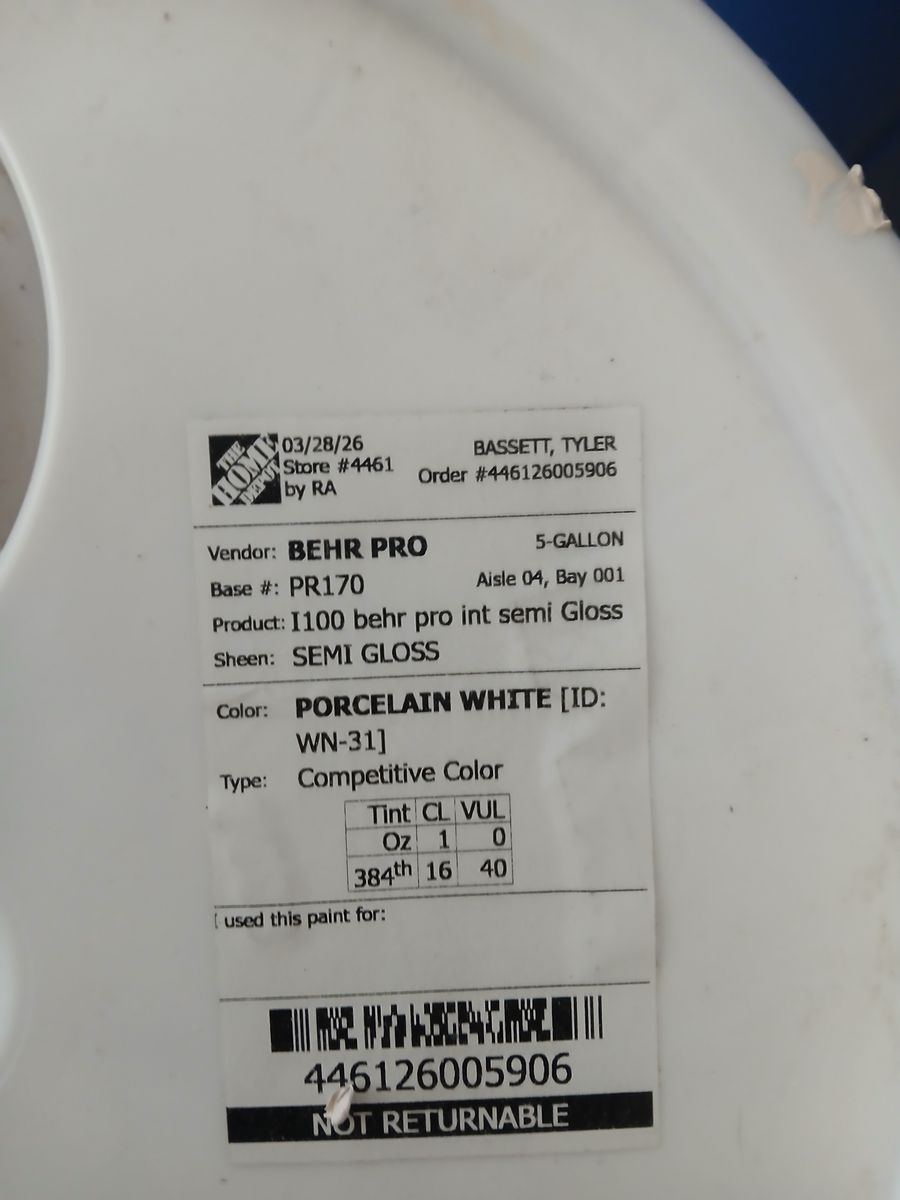 THE HOME DEPOT
03/28/26
Store #4461
by RA
BASSETT, TYLER
Order #446126005906
Vendor: BEHR PRO
5-GALLON
Base #: PR170
Aisle 04, Bay 001
Product: I100 behr pro int semi Gloss
Sheen: SEMI GLOSS
Color: PORCELAIN WHITE [ID:
WN-31]
Type: Competitive Color
Tint CL VUL
Oz 1 0
384th 16 40
I used this paint for:
446126005906
NOT RETURNABLE